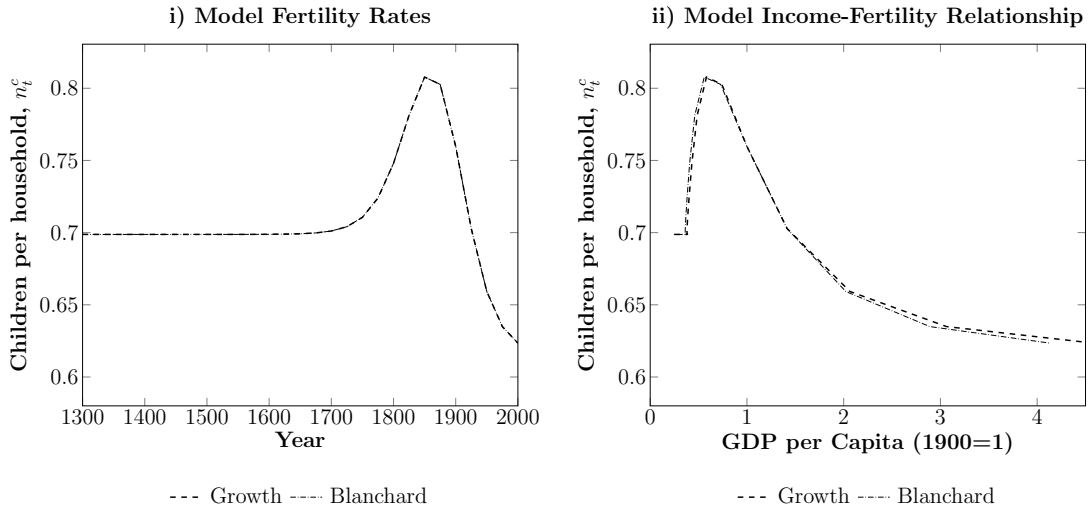 i) Model Fertility Rates
Children per household, n_t^c
0.8
0.75
0.7
0.65
0.6
1300 1400 1500 1600 1700 1800 1900 2000
Year
Growth Blanchard
ii) Model Income-Fertility Relationship
Children per household, n_t^c
0.8
0.75
0.7
0.65
0.6
0 1 2 3 4
GDP per Capita (1900=1)
Growth Blanchard